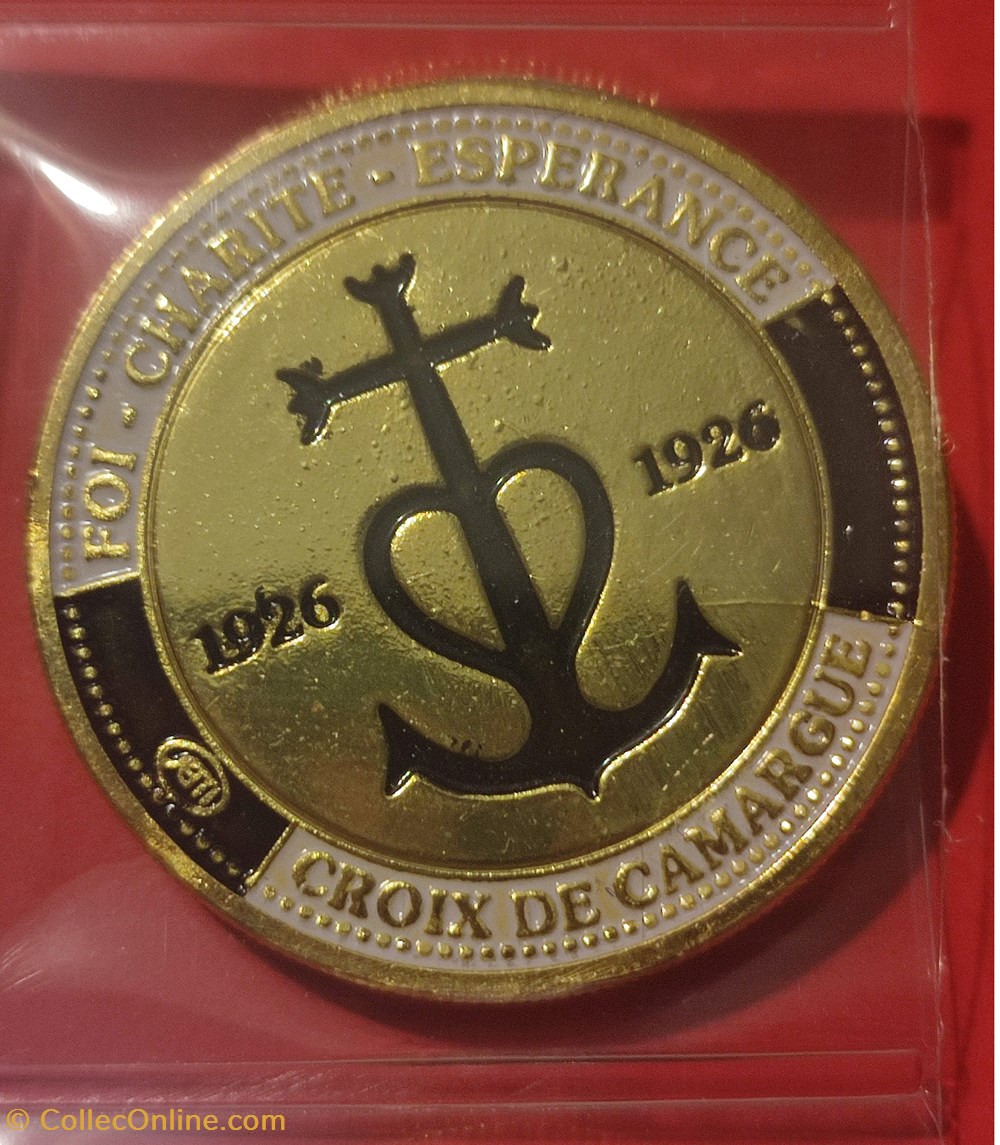 FOI - CHARITE - ESPERANCE
1926
1926
CROIX DE CAMARGUE
© CollecOnline.com